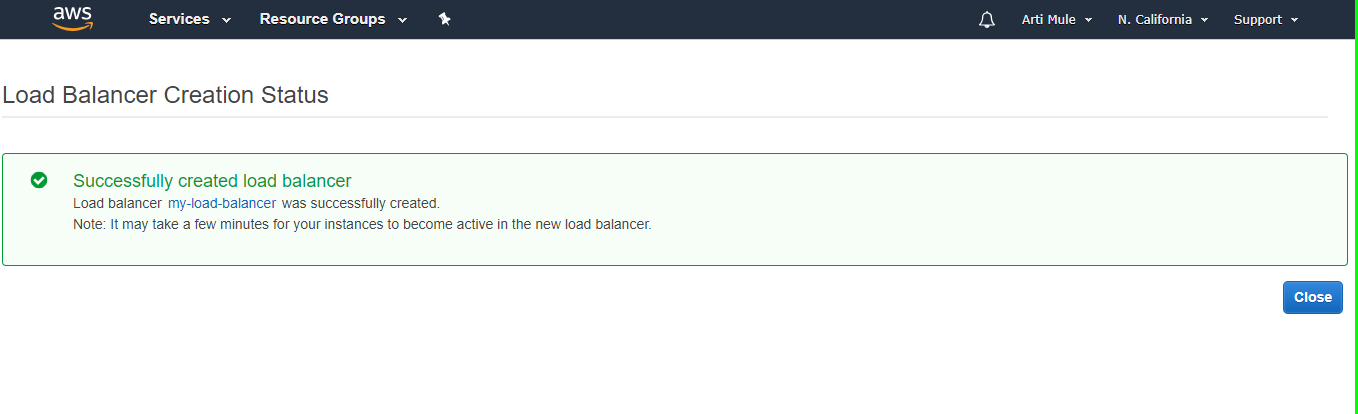 aws Services Resource Groups Arti Mule N. California Support
Load Balancer Creation Status
Successfully created load balancer
Load balancer my-load-balancer was successfully created.
Note: It may take a few minutes for your instances to become active in the new load balancer.
Close